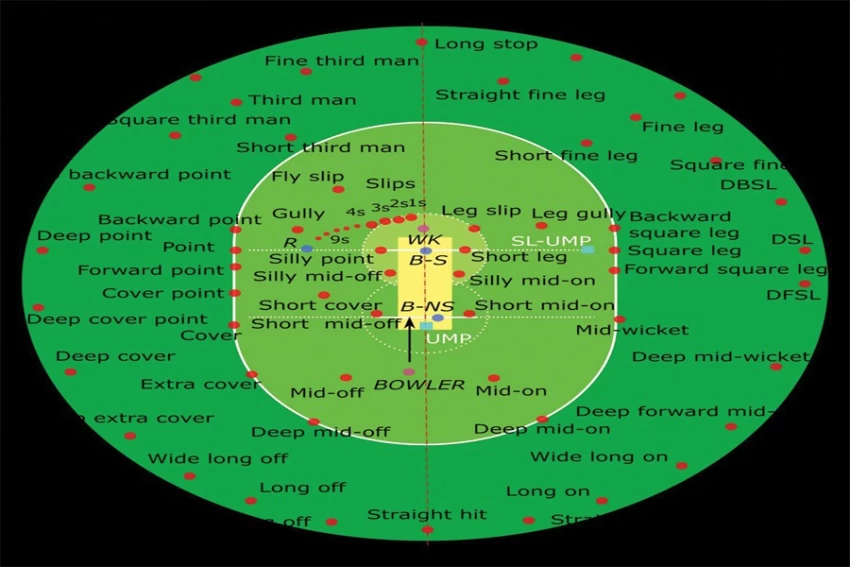 Long stop
Fine third man
Straight fine leg
Third man
Square third man
Fine leg
Short third man
Short fine leg
Square fine
backward point
Fly slip
Slips
DBSL
4s 3s 2s 1s
Backward point
Gully
Leg slip
Leg gully
Backward
square leg
Deep point
R
9s
WK
SL-UMP
DSL
Point
Silly point
B-S
Short leg
Square leg
Forward point
Silly mid-off
Silly mid-on
Forward square leg
Cover point
DFSL
Short cover
B-NS
Short mid-on
Deep cover point
Short mid-off
Cover
UMP
Mid-wicket
Deep cover
Deep mid-wicket
Extra cover
Mid-off
BOWLER
Mid-on
extra cover
Deep mid-off
Deep mid-on
Deep forward mid-
Wide long off
Wide long on
Long off
Long on
off
Straight hit